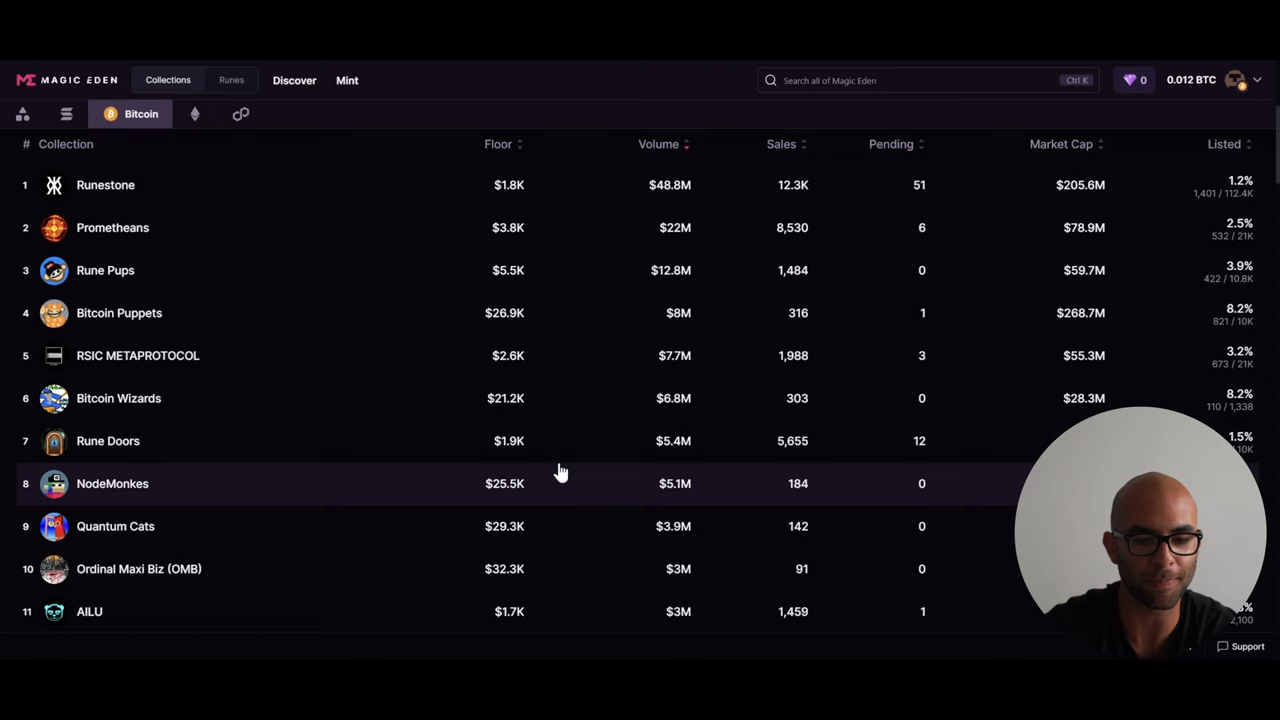 MAGIC EDEN Collections Runes Discover Mint Search all of Magic Eden Ctrl K 0 0.012 BTC
Bitcoin
# Collection Floor Volume Sales Pending Market Cap Listed
1 Runestone $1.8K $48.8M 12.3K 51 $205.6M 1.2%
1,401 / 112.4K
2 Prometheans $3.8K $22M 8,530 6 $78.9M 2.5%
532 / 21K
3 Rune Pups $5.5K $12.8M 1,484 0 $59.7M 3.9%
422 / 10.8K
4 Bitcoin Puppets $26.9K $8M 316 1 $268.7M 8.2%
821 / 10K
5 RSIC METAPROTOCOL $2.6K $7.7M 1,988 3 $55.3M 3.2%
673 / 21K
6 Bitcoin Wizards $21.2K $6.8M 303 0 $28.3M 8.2%
110 / 1,338
7 Rune Doors $1.9K $5.4M 5,655 12 1.5%
8 NodeMonkes $25.5K $5.1M 184 0
9 Quantum Cats $29.3K $3.9M 142 0
10 Ordinal Maxi Biz (OMB) $32.3K $3M 91 0
11 AILU $1.7K $3M 1,459 1
2,100
Support